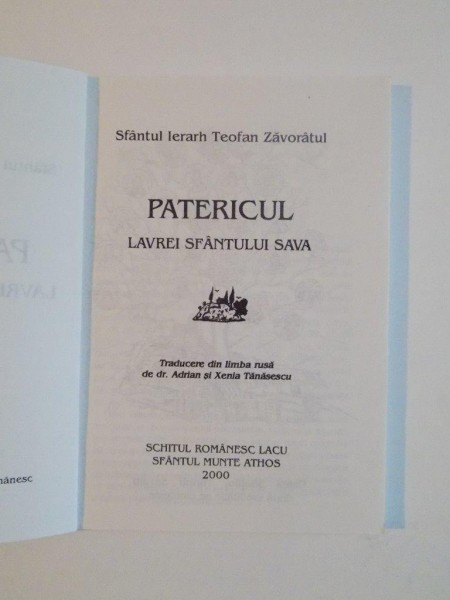 Sfântul Ierarh Teofan Zăvorâtul
PATERICUL
LAVREI SFÂNTULUI SAVA
Traducere din limba rusă
de dr. Adrian și Xenia Tănăsescu
SCHITUL ROMÂNESC LACU
SFÂNTUL MUNTE ATHOS
2000